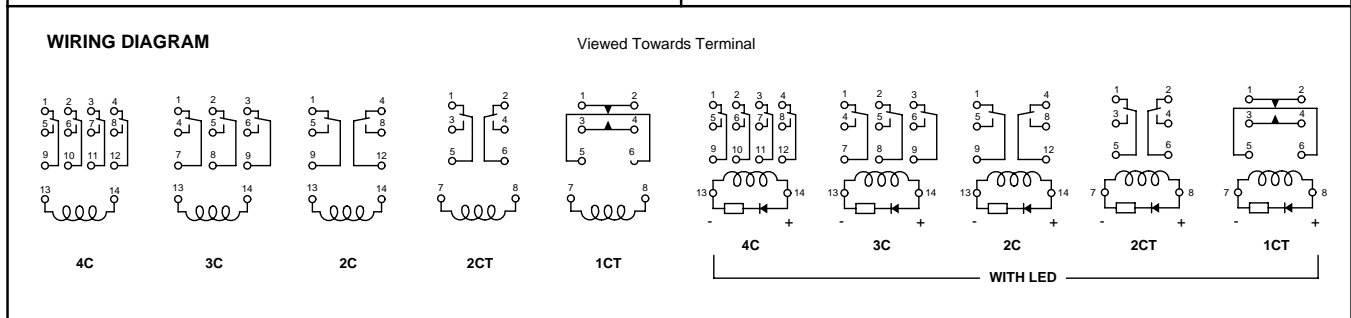 WIRING DIAGRAM
Viewed Towards Terminal
1 2 3 4
5 6 7 8
9 10 11 12
13 14
4C
1 2 3
4 5 6
7 8 9
13 14
3C
1 4
5 8
9 12
13 14
2C
1 2
3 4
5 6
7 8
2CT
1 2
3 4
5 6
7 8
1CT
1 2 3 4
5 6 7 8
9 10 11 12
13 14
- +
4C
1 2 3
4 5 6
7 8 9
13 14
- +
3C
1 4
5 8
9 12
13 14
- +
2C
1 2
3 4
5 6
7 8
- +
2CT
1 2
3 4
5 6
7 8
- +
1CT
WITH LED